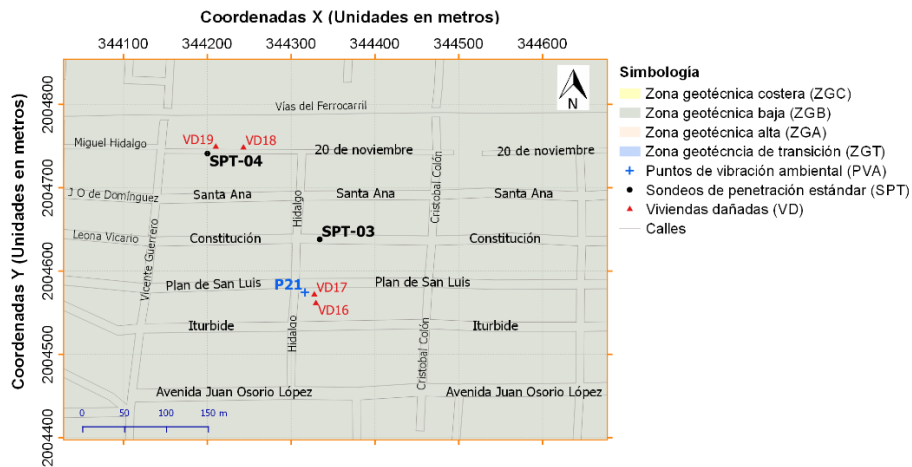 Coordenadas X (Unidades en metros)
344100 344200 344300 344400 344500 344600
Coordenadas Y (Unidades en metros)
2004800
2004700
2004600
2004500
2004400
N
Vías del Ferrocarril
Miguel Hidalgo
VD19
VD18
SPT-04
20 de noviembre
20 de noviembre
J O de Domínguez
Santa Ana
Santa Ana
Santa Ana
Hidalgo
Cristobal Colón
Leona Vicario
Constitución
SPT-03
Constitución
Vicente Guerrero
Plan de San Luis
P21
VD17
VD16
Plan de San Luis
Iturbide
Hidalgo
Iturbide
Cristobal Colón
Avenida Juan Osorio López
Avenida Juan Osorio López
0 50 100 150 m
Simbología
Zona geotécnica costera (ZGC)
Zona geotécnica baja (ZGB)
Zona geotécnica alta (ZGA)
Zona geotécncia de transición (ZGT)
Puntos de vibración ambiental (PVA)
Sondeos de penetración estándar (SPT)
Viviendas dañadas (VD)
Calles